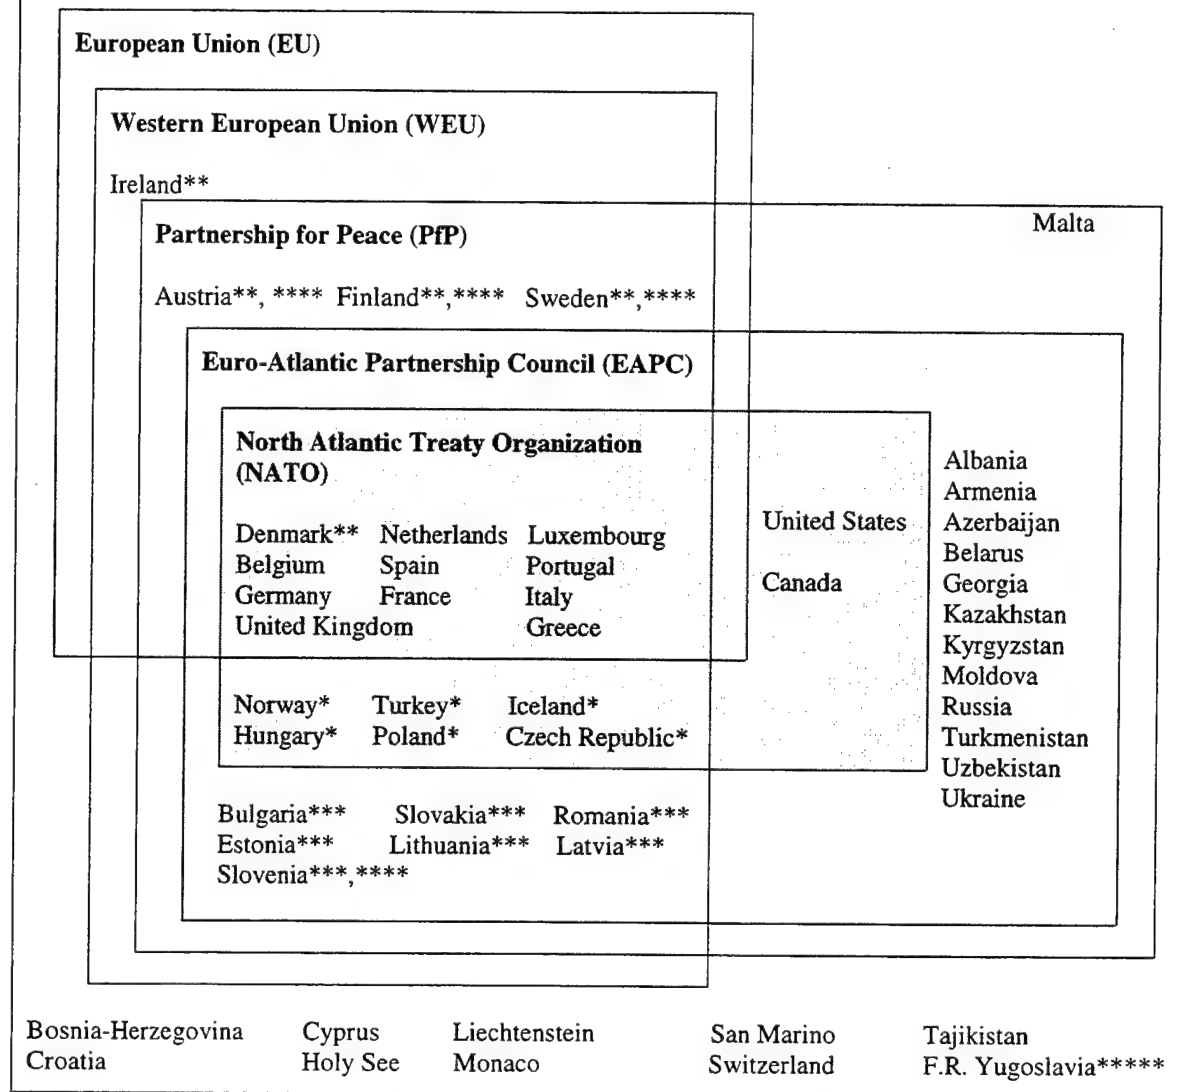 European Union (EU)
Western European Union (WEU)
Ireland**
Malta
Partnership for Peace (PfP)
Austria**, **** Finland**,**** Sweden**,****
Euro-Atlantic Partnership Council (EAPC)
North Atlantic Treaty Organization
(NATO)
Denmark** Netherlands Luxembourg
Belgium Spain Portugal
Germany France Italy
United Kingdom Greece
United States
Canada
Albania
Armenia
Azerbaijan
Belarus
Georgia
Kazakhstan
Kyrgyzstan
Moldova
Russia
Turkmenistan
Uzbekistan
Ukraine
Norway* Turkey* Iceland*
Hungary* Poland* Czech Republic*
Bulgaria*** Slovakia*** Romania***
Estonia*** Lithuania*** Latvia***
Slovenia***,****
Bosnia-Herzegovina Cyprus Liechtenstein San Marino Tajikistan
Croatia Holy See Monaco Switzerland F.R. Yugoslavia*****